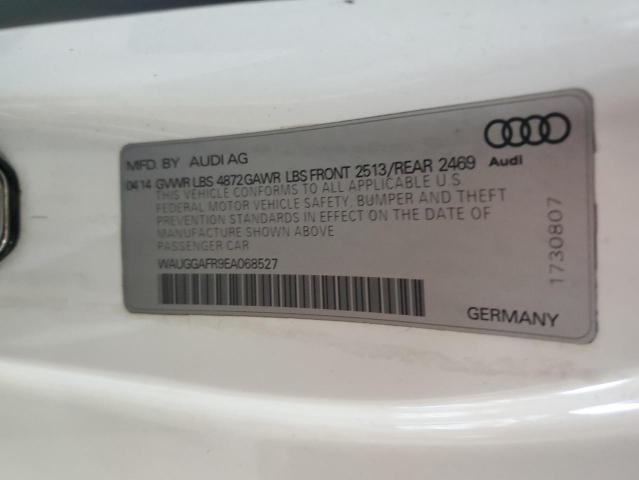 MFD. BY AUDI AG
04 14 GVWR LBS 4872 GAWR LBS FRONT 2513/REAR 2469
THIS VEHICLE CONFORMS TO ALL APPLICABLE U S
FEDERAL MOTOR VEHICLE SAFETY, BUMPER AND THEFT
PREVENTION STANDARDS IN EFFECT ON THE DATE OF
MANUFACTURE SHOWN ABOVE
PASSENGER CAR
WAUGGAFR9EA068527
Audi
1730807
GERMANY